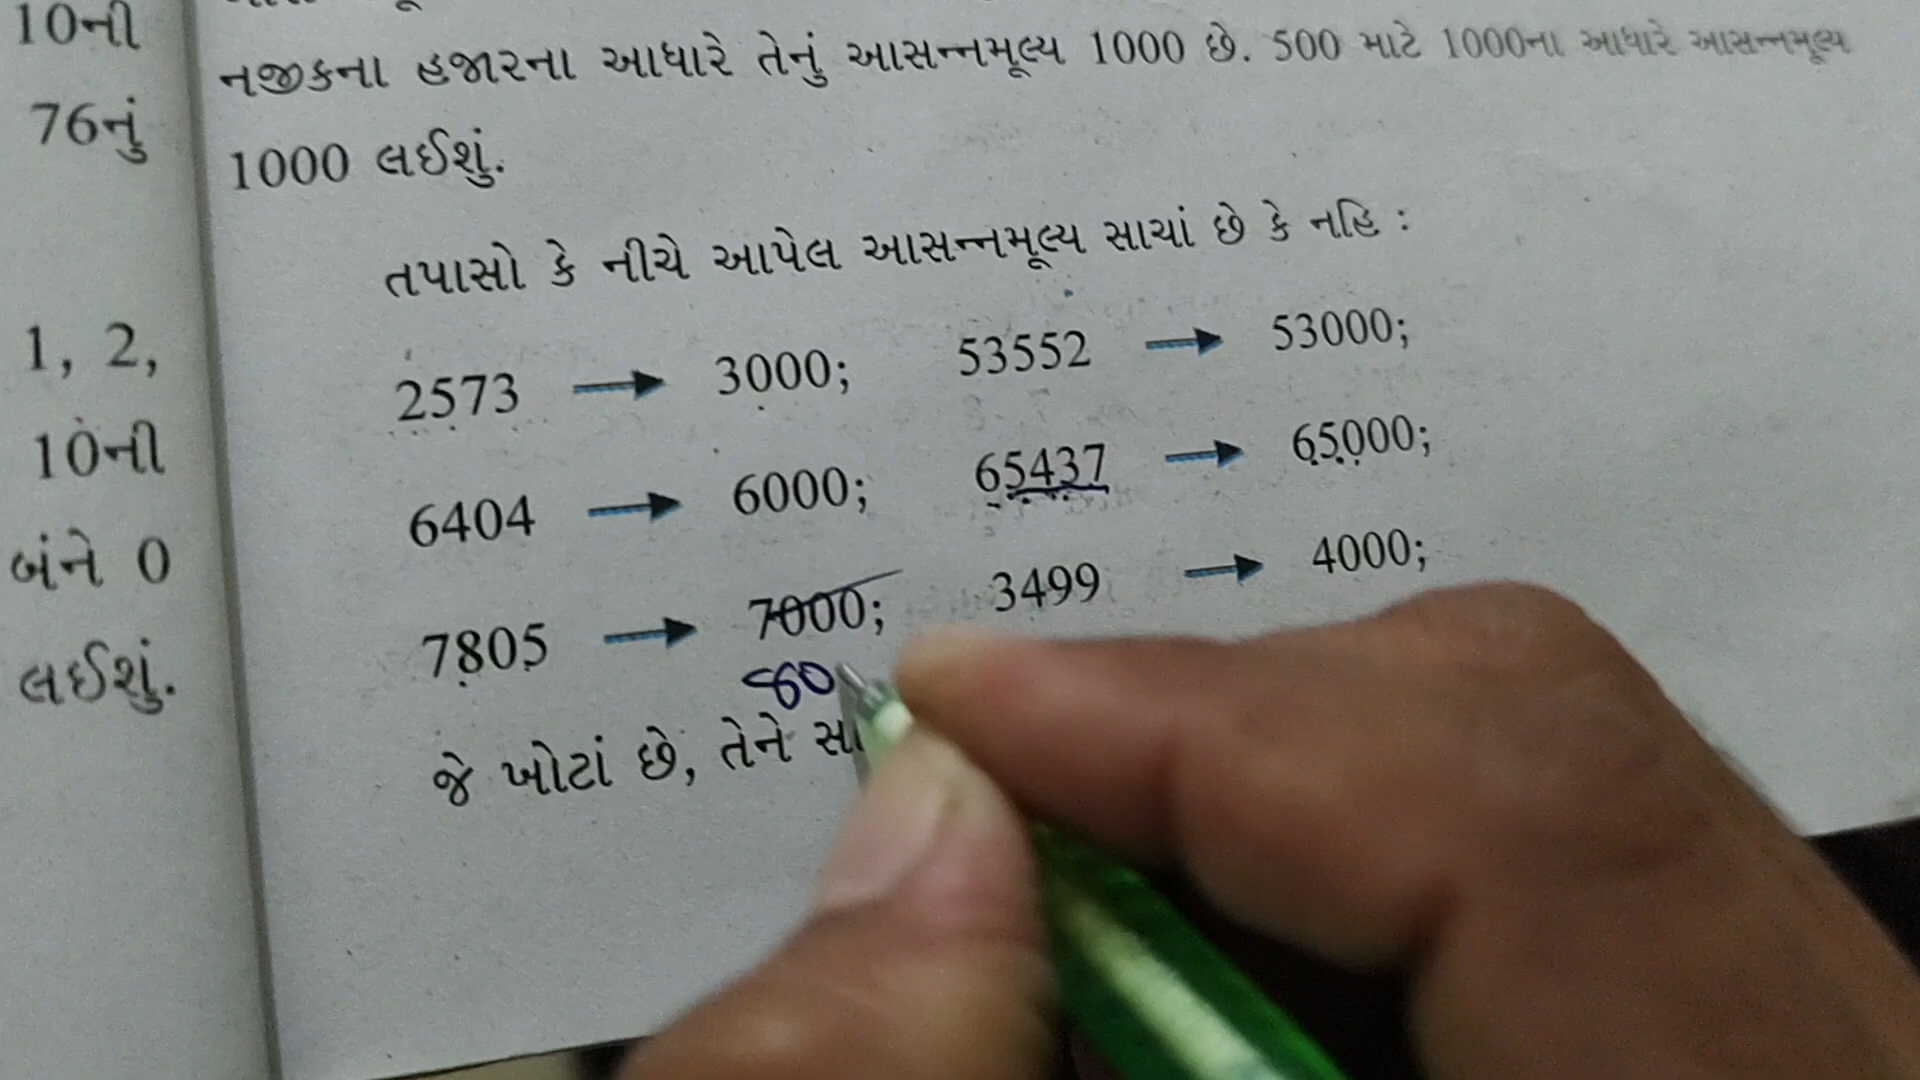 10ની
76નું
1, 2,
10ની
બંને 0
લઈશું.
નજીકના હજારના આધારે તેનું આસન્નમૂલ્ય 1000 છે. 500 માટે 1000ના આધારે આસન્નમૂલ્ય
1000 લઈશું.
તપાસો કે નીચે આપેલ આસન્નમૂલ્ય સાચાં છે કે નહિ :
2573 → 3000; 53552 → 53000;
6404 → 6000; 65437 → 65000;
7805 → 7000; 3499 → 4000;
80
જે ખોટાં છે, તેને